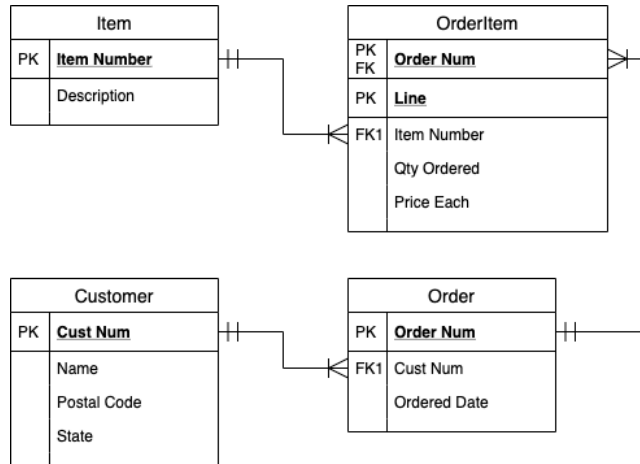 Item
PK Item Number
Description
OrderItem
PK
FK Order Num
PK Line
FK1 Item Number
Qty Ordered
Price Each
Customer
PK Cust Num
Name
Postal Code
State
Order
PK Order Num
FK1 Cust Num
Ordered Date